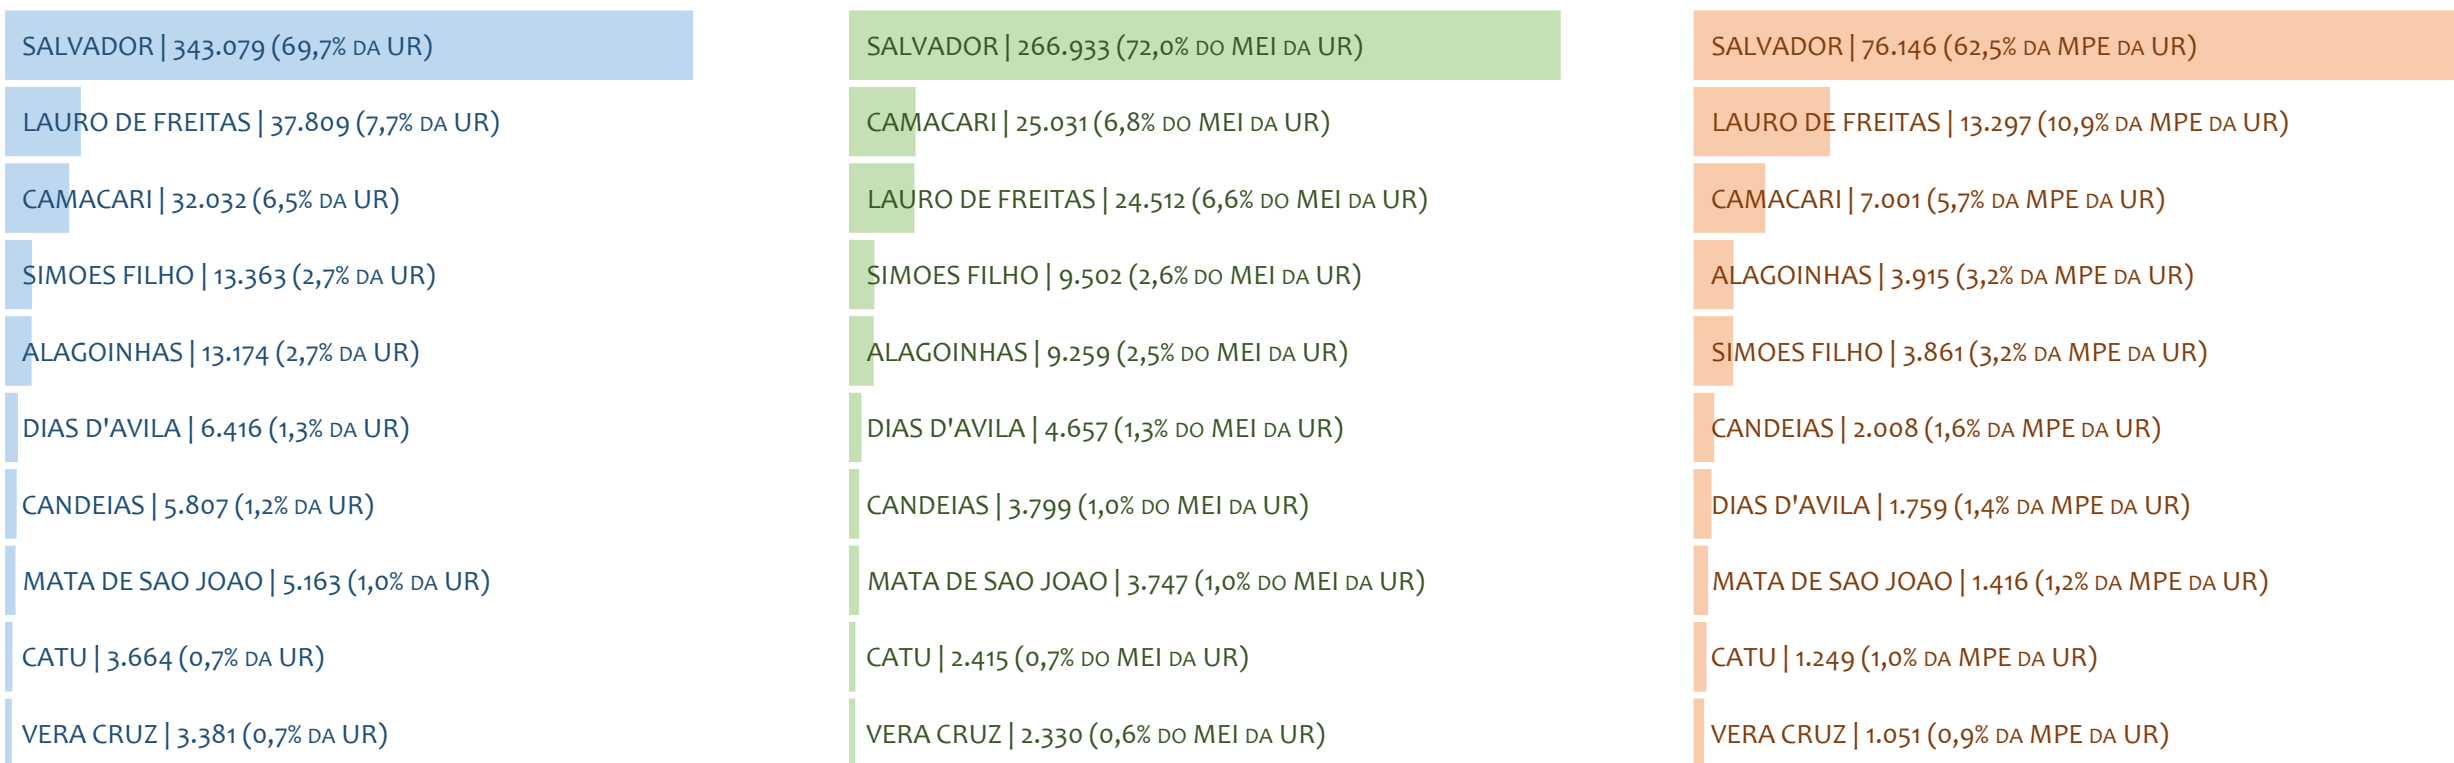 SALVADOR | 343.079 (69,7% DA UR)
LAURO DE FREITAS | 37.809 (7,7% DA UR)
CAMACARI | 32.032 (6,5% DA UR)
SIMOES FILHO | 13.363 (2,7% DA UR)
ALAGOINHAS | 13.174 (2,7% DA UR)
DIAS D'AVILA | 6.416 (1,3% DA UR)
CANDEIAS | 5.807 (1,2% DA UR)
MATA DE SAO JOAO | 5.163 (1,0% DA UR)
CATU | 3.664 (0,7% DA UR)
VERA CRUZ | 3.381 (0,7% DA UR)
SALVADOR | 266.933 (72,0% DO MEI DA UR)
CAMACARI | 25.031 (6,8% DO MEI DA UR)
LAURO DE FREITAS | 24.512 (6,6% DO MEI DA UR)
SIMOES FILHO | 9.502 (2,6% DO MEI DA UR)
ALAGOINHAS | 9.259 (2,5% DO MEI DA UR)
DIAS D'AVILA | 4.657 (1,3% DO MEI DA UR)
CANDEIAS | 3.799 (1,0% DO MEI DA UR)
MATA DE SAO JOAO | 3.747 (1,0% DO MEI DA UR)
CATU | 2.415 (0,7% DO MEI DA UR)
VERA CRUZ | 2.330 (0,6% DO MEI DA UR)
SALVADOR | 76.146 (62,5% DA MPE DA UR)
LAURO DE FREITAS | 13.297 (10,9% DA MPE DA UR)
CAMACARI | 7.001 (5,7% DA MPE DA UR)
ALAGOINHAS | 3.915 (3,2% DA MPE DA UR)
SIMOES FILHO | 3.861 (3,2% DA MPE DA UR)
CANDEIAS | 2.008 (1,6% DA MPE DA UR)
DIAS D'AVILA | 1.759 (1,4% DA MPE DA UR)
MATA DE SAO JOAO | 1.416 (1,2% DA MPE DA UR)
CATU | 1.249 (1,0% DA MPE DA UR)
VERA CRUZ | 1.051 (0,9% DA MPE DA UR)